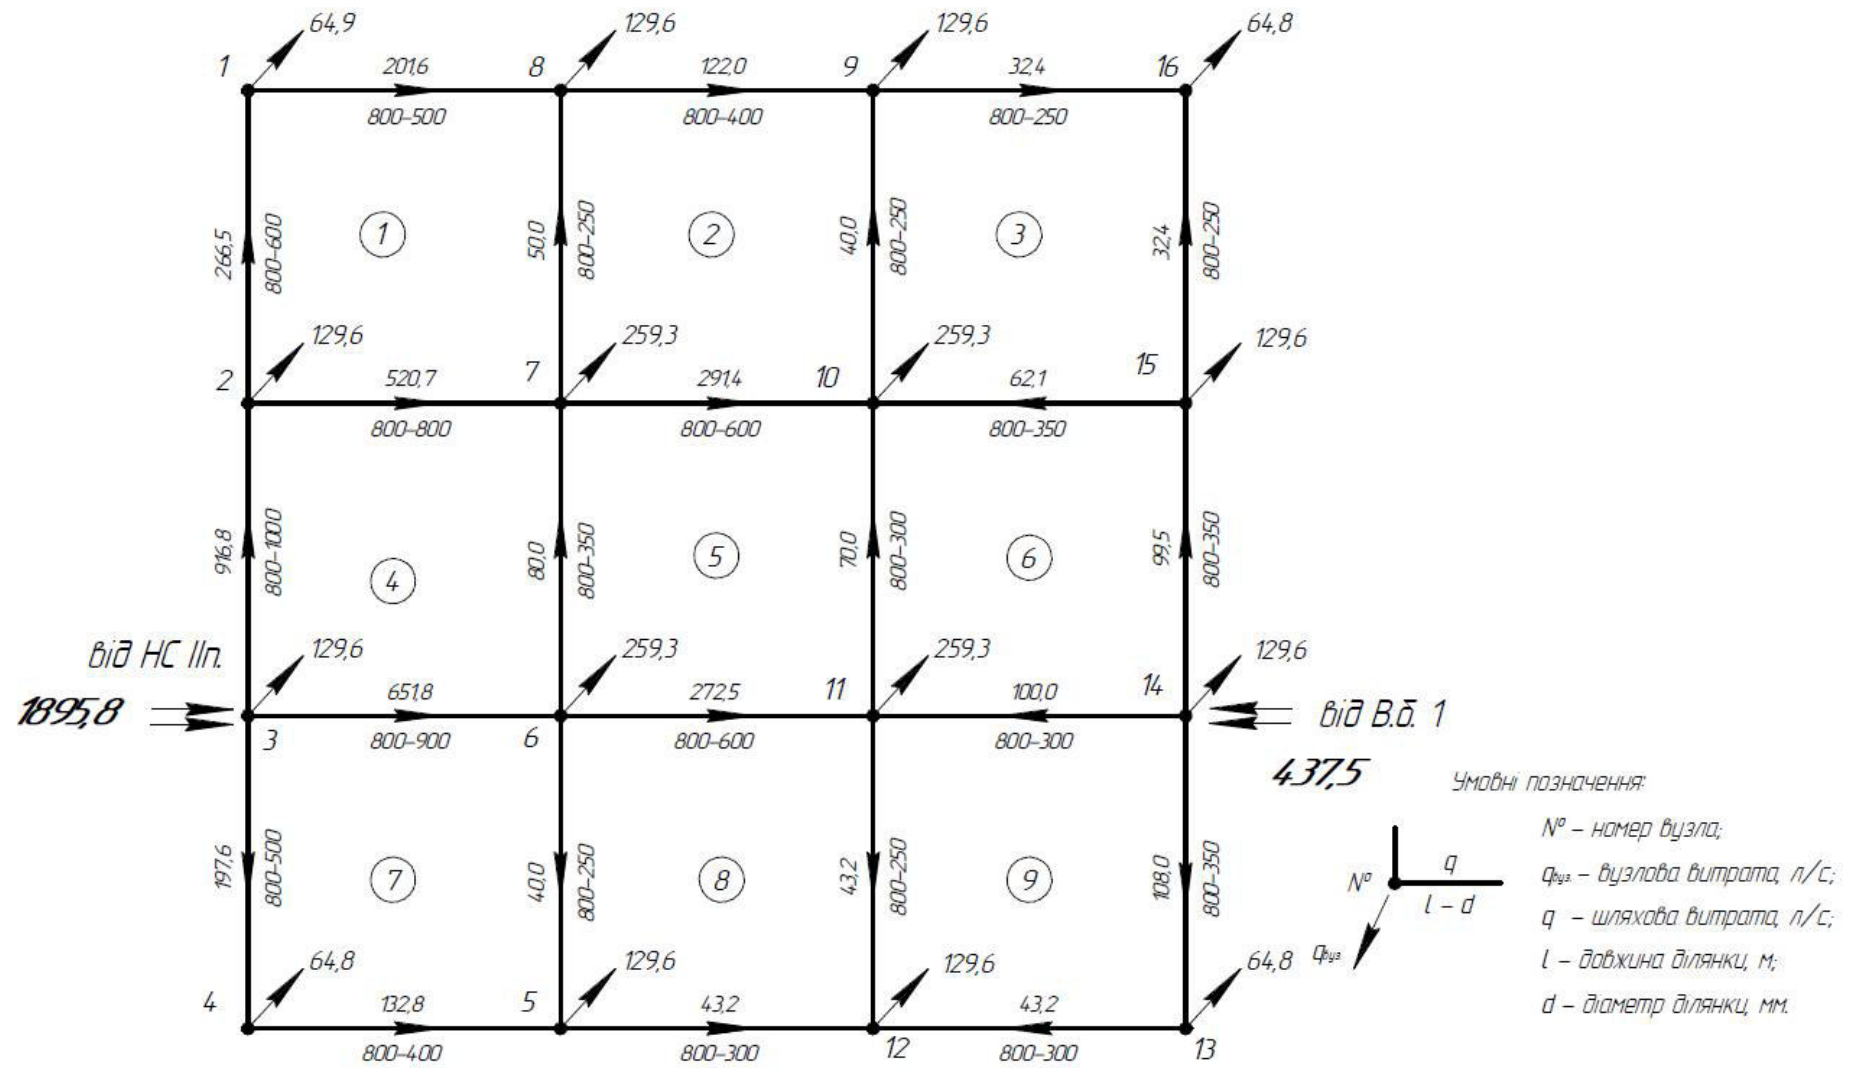 64,9 129,6 129,6 64,8
1 201,6 8 122,0 9 32,4 16
800-500 800-400 800-250
266,5 800-600 1 50,0 800-250 2 40,0 800-250 3 32,4 800-250
129,6 259,3 259,3 129,6
2 520,7 7 291,4 10 62,1 15
800-800 800-600 800-350
916,8 800-1000 4 80,0 800-350 5 70,0 800-300 6 99,5 800-350
від НС ІІп. 129,6 259,3 259,3 129,6
1895,8 651,8 272,5 11 100,0 14 від В.б. 1
3 800-900 6 800-600 800-300
437,5
197,6 800-500 7 40,0 800-250 8 43,2 800-250 9 108,0 800-350
64,8 129,6 129,6 64,8
4 132,8 5 43,2 43,2
800-400 800-300 12 800-300 13
Умовні позначення:
N° – номер вузла;
qвуз. – вузлова витрата, л/с;
q – шляхова витрата, л/с;
l – довжина ділянки, м;
d – діаметр ділянки, мм.
N° q
l – d
qвуз.